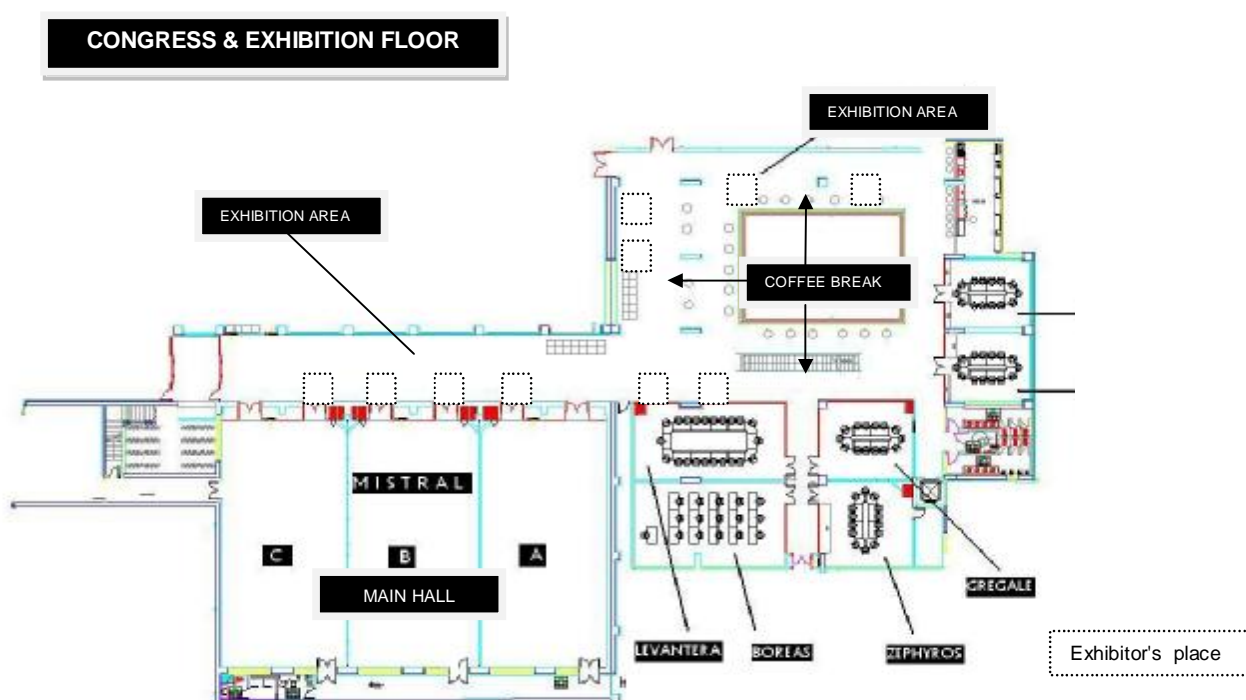 CONGRESS & EXHIBITION FLOOR
EXHIBITION AREA
EXHIBITION AREA
COFFEE BREAK
MISTRAL
C
B
A
MAIN HALL
GREGALE
LEVANTERA
BOREAS
ZEPHYROS
Exhibitor's place